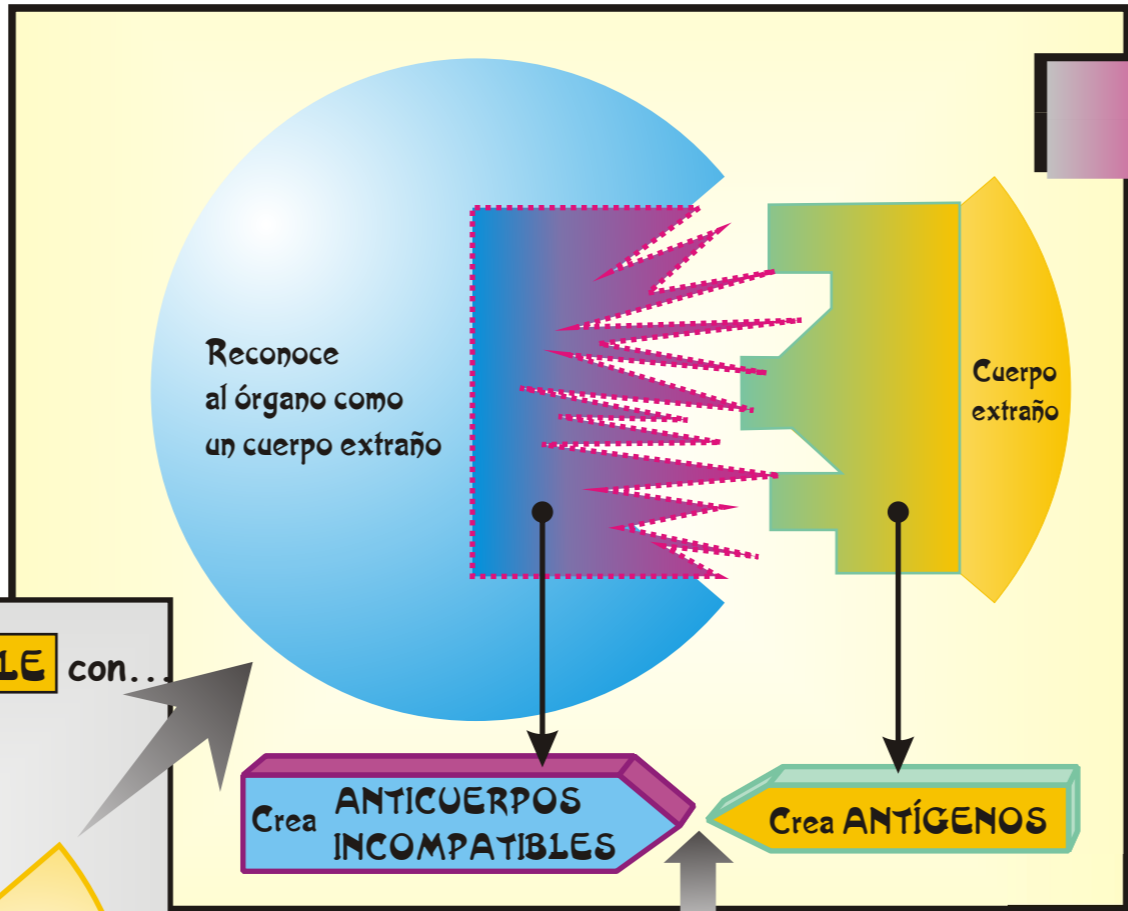 Reconoce
al órgano como
un cuerpo extraño
Cuerpo
extraño
LE con...
Crea ANTICUERPOS
INCOMPATIBLES
Crea ANTÍGENOS